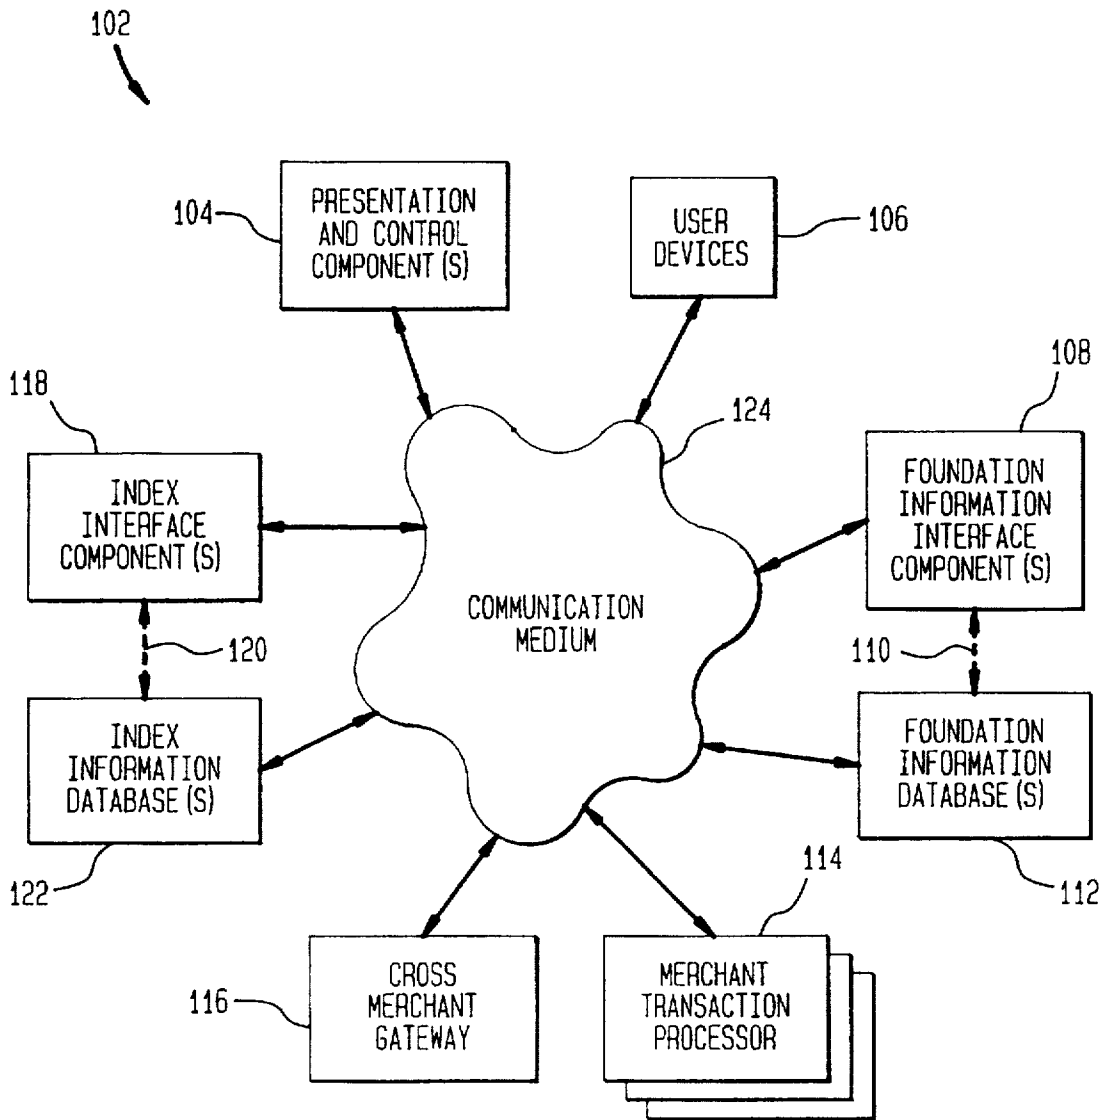 102
104
PRESENTATION
AND CONTROL
COMPONENT(S)
USER
DEVICES
106
118
INDEX
INTERFACE
COMPONENT(S)
124
108
FOUNDATION
INFORMATION
INTERFACE
COMPONENT(S)
COMMUNICATION
MEDIUM
120
110
INDEX
INFORMATION
DATABASE(S)
122
FOUNDATION
INFORMATION
DATABASE(S)
112
114
116
CROSS
MERCHANT
GATEWAY
MERCHANT
TRANSACTION
PROCESSOR